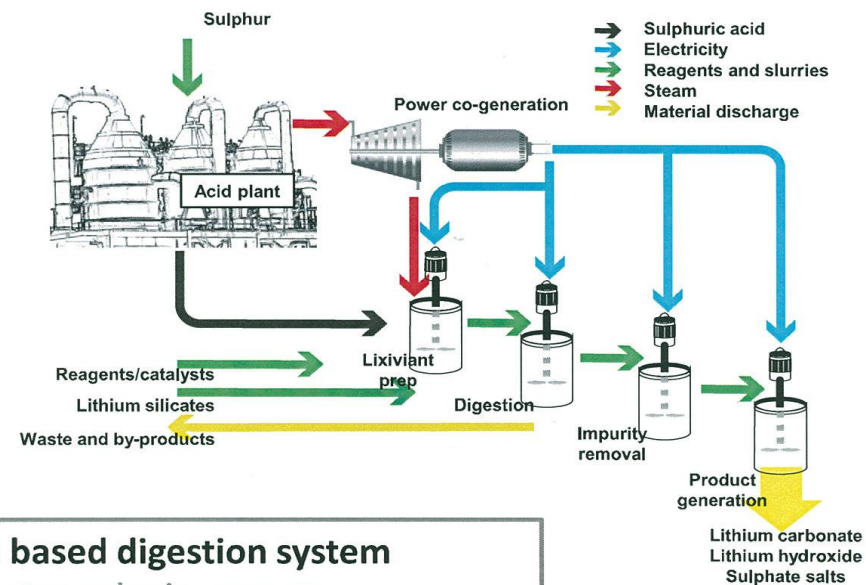 Sulphur
Sulphuric acid
Electricity
Reagents and slurries
Steam
Material discharge
Power co-generation
Acid plant
Lixiviant
prep
Reagents/catalysts
Lithium silicates
Digestion
Waste and by-products
Impurity
removal
Product
generation
Lithium carbonate
Lithium hydroxide
Sulphate salts
based digestion system